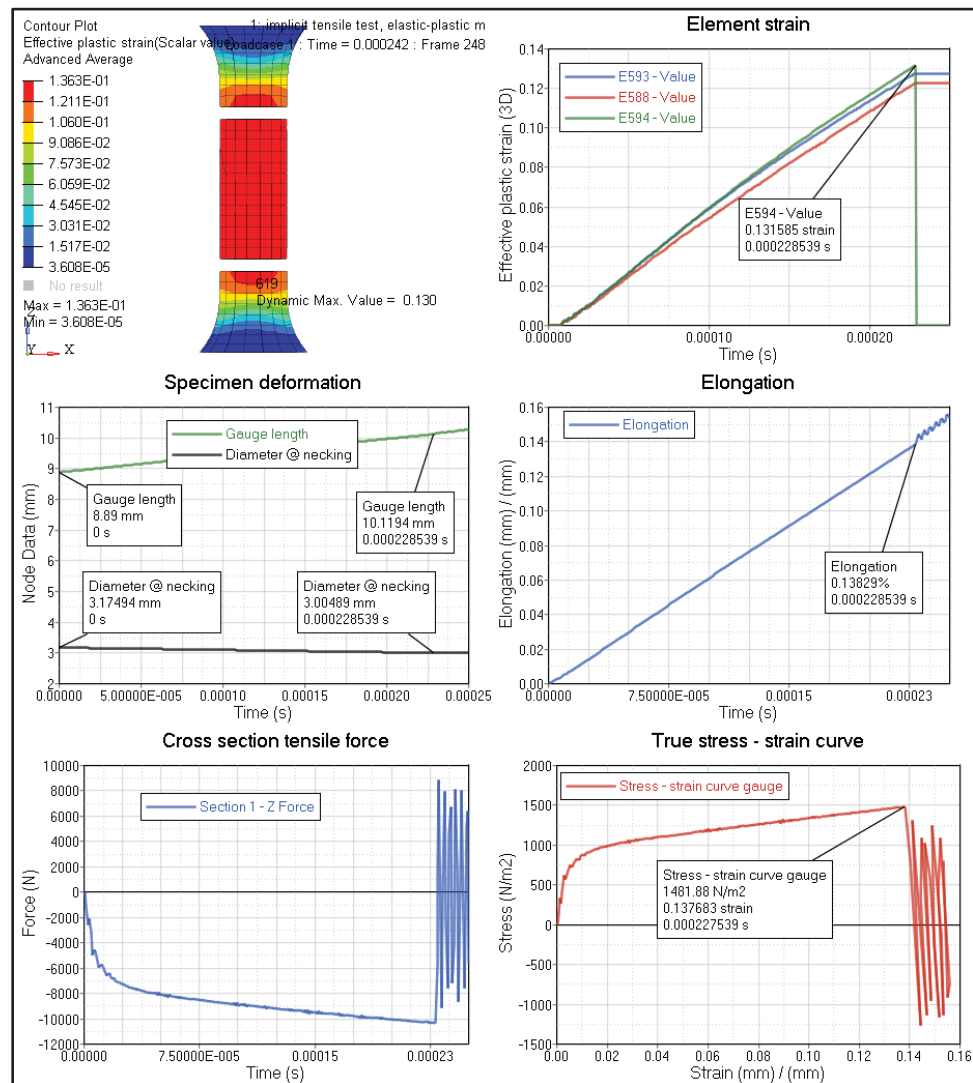 Contour Plot
Effective plastic strain(Scalar value)
Advanced Average
1: implicit tensile test, elastic-plastic m
Loadcase 1 : Time = 0.000242 : Frame 248
1.363E-01
1.211E-01
1.060E-01
9.086E-02
7.573E-02
6.059E-02
4.545E-02
3.031E-02
1.517E-02
3.608E-05
No result
Max = 1.363E-01
Min = 3.608E-05
Z
Y X
619
Dynamic Max. Value = 0.130
Element strain
Effective plastic strain (3D)
0.14
0.12
0.10
0.08
0.06
0.04
0.02
0.00
E593 - Value
E588 - Value
E594 - Value
E594 - Value
0.131585 strain
0.000228539 s
0.00000 0.00010 0.00020
Time (s)
Specimen deformation
Node Data (mm)
11
10
9
8
7
6
5
4
3
2
Gauge length
Diameter @ necking
Gauge length
8.89 mm
0 s
Gauge length
10.1194 mm
0.000228539 s
Diameter @ necking
3.17494 mm
0 s
Diameter @ necking
3.00489 mm
0.000228539 s
0.00000 5.00000E-005 0.00010 0.00015 0.00020 0.00025
Time (s)
Elongation
Elongation (mm) / (mm)
0.16
0.14
0.12
0.10
0.08
0.06
0.04
0.02
0.00
Elongation
Elongation
0.13829%
0.000228539 s
0.00000 7.50000E-005 0.00015 0.00023
Time (s)
Cross section tensile force
Force (N)
10000
8000
6000
4000
2000
0
-2000
-4000
-6000
-8000
-10000
-12000
Section 1 - Z Force
0.00000 7.50000E-005 0.00015 0.00023
Time (s)
True stress - strain curve
Stress (N/m2)
2000
1500
1000
500
0
-500
-1000
-1500
Stress - strain curve gauge
Stress - strain curve gauge
1481.88 N/m2
0.137683 strain
0.000227539 s
0.00 0.02 0.04 0.06 0.08 0.10 0.12 0.14 0.16
Strain (mm) / (mm)